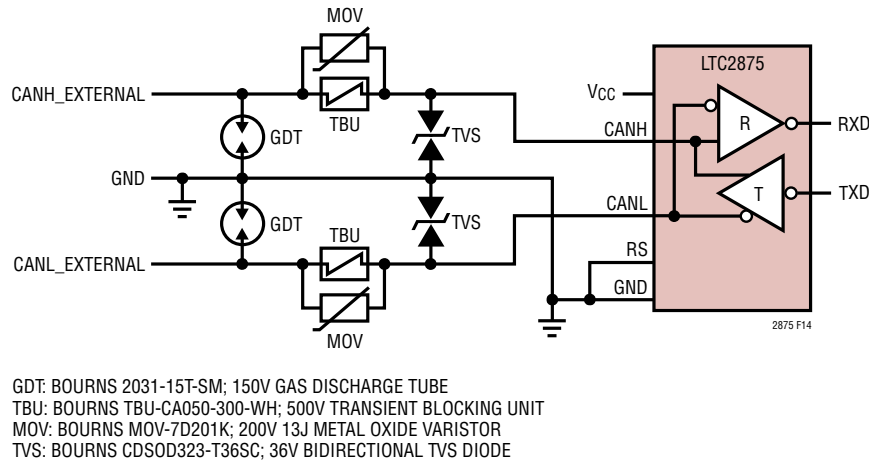 MOV
LTC2875
CANH_EXTERNAL
VCC
TBU
CANH
R
RXD
GDT
TVS
GND
T
TXD
CANL
GDT
TBU
TVS
RS
CANL_EXTERNAL
GND
MOV
2875 F14
GDT: BOURNS 2031-15T-SM; 150V GAS DISCHARGE TUBE
TBU: BOURNS TBU-CA050-300-WH; 500V TRANSIENT BLOCKING UNIT
MOV: BOURNS MOV-7D201K; 200V 13J METAL OXIDE VARISTOR
TVS: BOURNS CDSOD323-T36SC; 36V BIDIRECTIONAL TVS DIODE